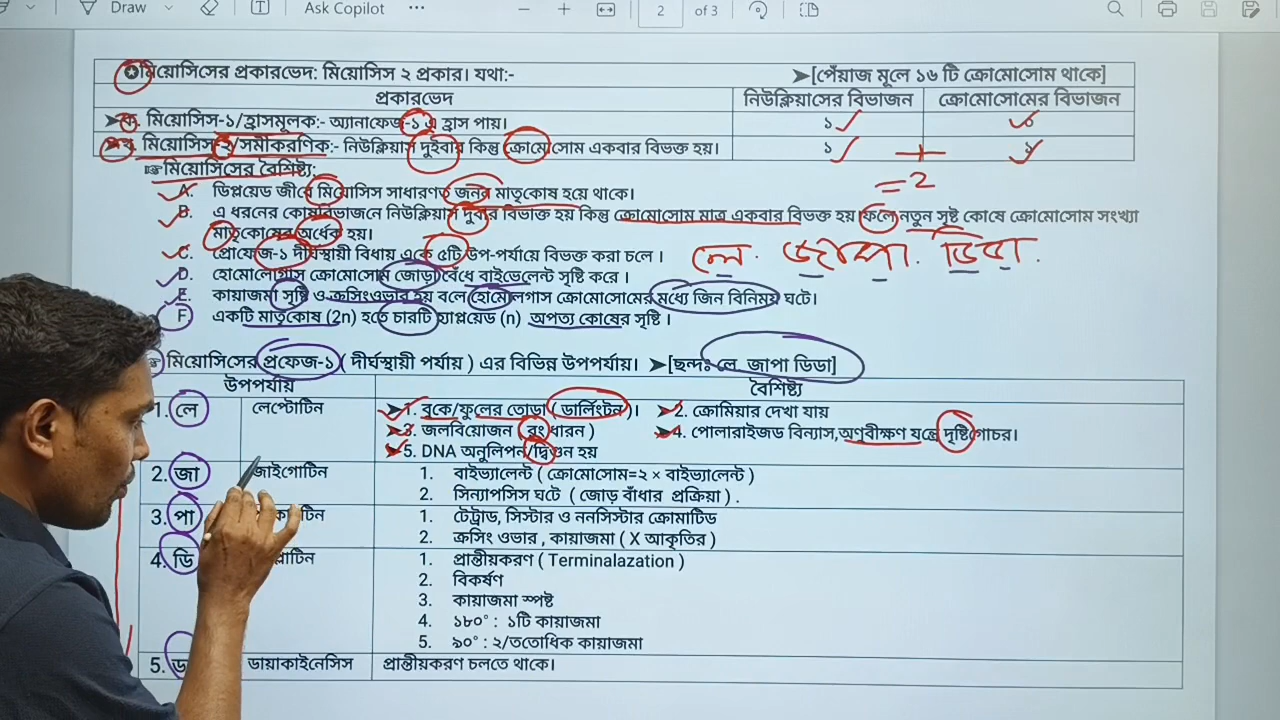 Draw
Ask Copilot
2 of 3
মিয়োসিসের প্রকারভেদ: মিয়োসিস ২ প্রকার। যথা:- ➤[পেঁয়াজ মূলে ১৬ টি ক্রোমোসোম থাকে]
প্রকারভেদ নিউক্লিয়াসের বিভাজন ক্রোমোসোমের বিভাজন
মিয়োসিস-১/হ্রাসমূলক:- অ্যানাফেজ-১ এ হ্রাস পায়। ১
মিয়োসিস-২/সমীকরণিক:- নিউক্লিয়াস দুইবার কিন্তু ক্রোমোসোম একবার বিভক্ত হয়। ১ ১
মিয়োসিসের বৈশিষ্ট্য: = 2
A. ডিপ্লয়েড জীবে মিয়োসিস সাধারণত জনন মাতৃকোষ হয়ে থাকে।
B. এ ধরনের কোষবিভাজনে নিউক্লিয়াস দুবার বিভাক্ত হয় কিন্তু ক্রোমোসোম মাত্র একবার বিভক্ত হয়। ফলে নতুন সৃষ্ট কোষে ক্রোমোসোম সংখ্যা
মাতৃকোষের অর্ধেক হয়।
C. প্রোফেজ-১ দীর্ঘস্থায়ী বিধায় একে ৫টি উপ-পর্যায়ে বিভক্ত করা চলে। লে. জাপা. ডিডা.
D. হোমোলোগাস ক্রোমোসোম জোড়া বেঁধে বাইভেলেন্ট সৃষ্টি করে।
E. কায়াজমা সৃষ্টি ও ক্রসিংওভার হয় বলে হোমোলগাস ক্রোমোসোমের মধ্যে জিন বিনিময় ঘটে।
F. একটি মাতৃকোষ (2n) হতে চারটি হ্যাপ্লয়েড (n) অপত্য কোষের সৃষ্টি।
মিয়োসিসের প্রফেজ-১ ( দীর্ঘস্থায়ী পর্যায় ) এর বিভিন্ন উপপর্যায়। ➤[ছন্দঃ লে জাপা ডিডা]
উপপর্যায় বৈশিষ্ট্য
1. লে লেপ্টোটিন 1. বুকে/ফুলের তোড়া ( ডার্লিংটন )। 2. ক্রোমিয়ার দেখা যায়
3. জলবিয়োজন ( রং ধারন ) 4. পোলারাইজড বিন্যাস,অণুবীক্ষণ যন্ত্রে দৃষ্টিগোচর।
5. DNA অনুলিপন/দ্বিগুন হয়
2. জা জাইগোটিন 1. বাইভ্যালেন্ট ( ক্রোমোসোম=২ × বাইভ্যালেন্ট )
2. সিন্যাপসিস ঘটে ( জোড় বাঁধার প্রক্রিয়া ) .
3. পা 1. টেট্রাড, সিস্টার ও ননসিস্টার ক্রোমাটিড
2. ক্রসিং ওভার , কায়াজমা ( X আকৃতির )
4. ডি 1. প্রান্তীয়করণ ( Terminalazation )
2. বিকর্ষণ
3. কায়াজমা স্পষ্ট
4. ১৮০° : ১টি কায়াজমা
5. ৯০° : ২/ততোধিক কায়াজমা
5. ডায়াকাইনেসিস প্রান্তীয়করণ চলতে থাকে।